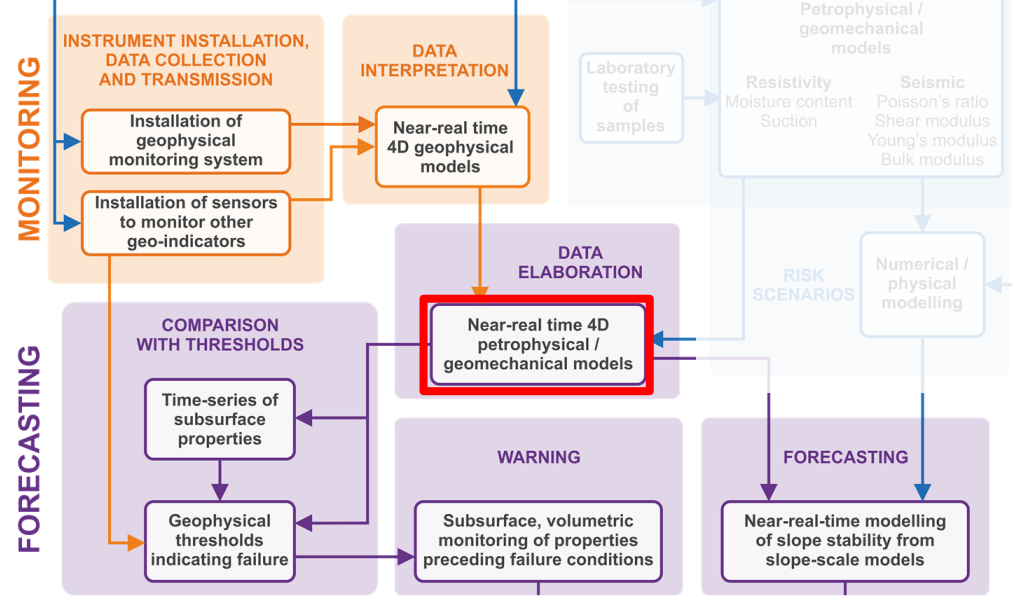 MONITORING
INSTRUMENT INSTALLATION,
DATA COLLECTION
AND TRANSMISSION
Installation of
geophysical
monitoring system
Installation of sensors
to monitor other
geo-indicators
DATA
INTERPRETATION
Near-real time
4D geophysical
models
Laboratory
testing
of
samples
Petrophysical /
geomechanical
models
Resistivity
Moisture content
Suction
Seismic
Poisson's ratio
Shear modulus
Young's modulus
Bulk modulus
RISK
SCENARIOS
Numerical /
physical
modelling
FORECASTING
DATA
ELABORATION
Near-real time 4D
petrophysical /
geomechanical models
COMPARISON
WITH THRESHOLDS
Time-series of
subsurface
properties
Geophysical
thresholds
indicating failure
WARNING
Subsurface, volumetric
monitoring of properties
preceding failure conditions
FORECASTING
Near-real-time modelling
of slope stability from
slope-scale models